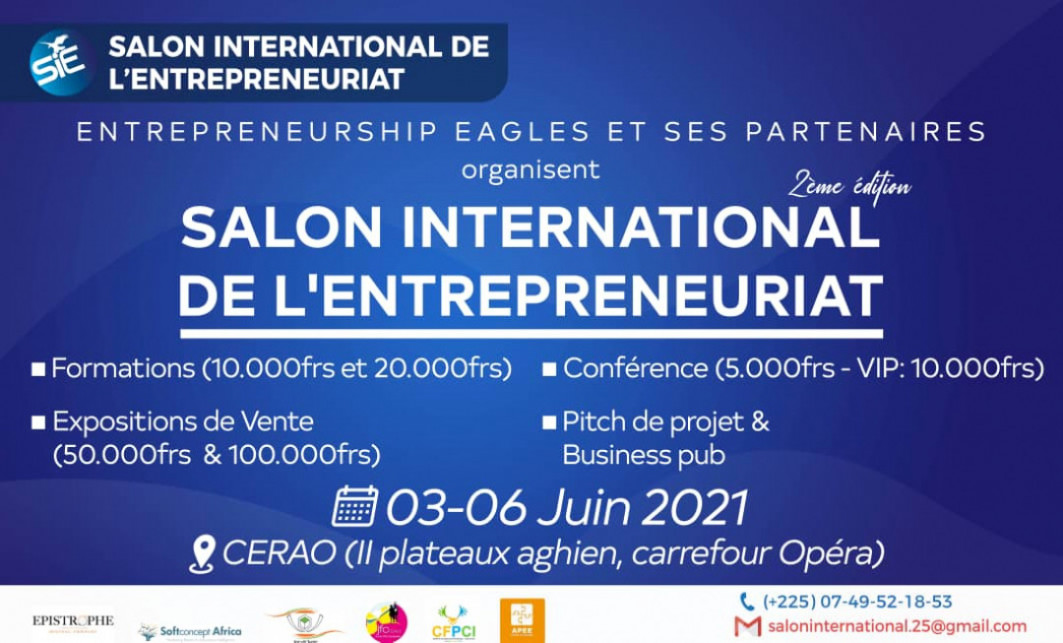 SiE
SALON INTERNATIONAL DE
L'ENTREPRENEURIAT
ENTREPRENEURSHIP EAGLES ET SES PARTENAIRES
organisent
2ème édition
SALON INTERNATIONAL
DE L'ENTREPRENEURIAT
■ Formations (10.000frs et 20.000frs)
■ Conférence (5.000frs - VIP: 10.000frs)
■ Expositions de Vente
(50.000frs & 100.000frs)
■ Pitch de projet &
Business pub
03-06 Juin 2021
CERAO (II plateaux aghien, carrefour Opéra)
EPISTROPHE
Softconcept Africa
CFPCI
APEE
(+225) 07-49-52-18-53
saloninternational.25@gmail.com